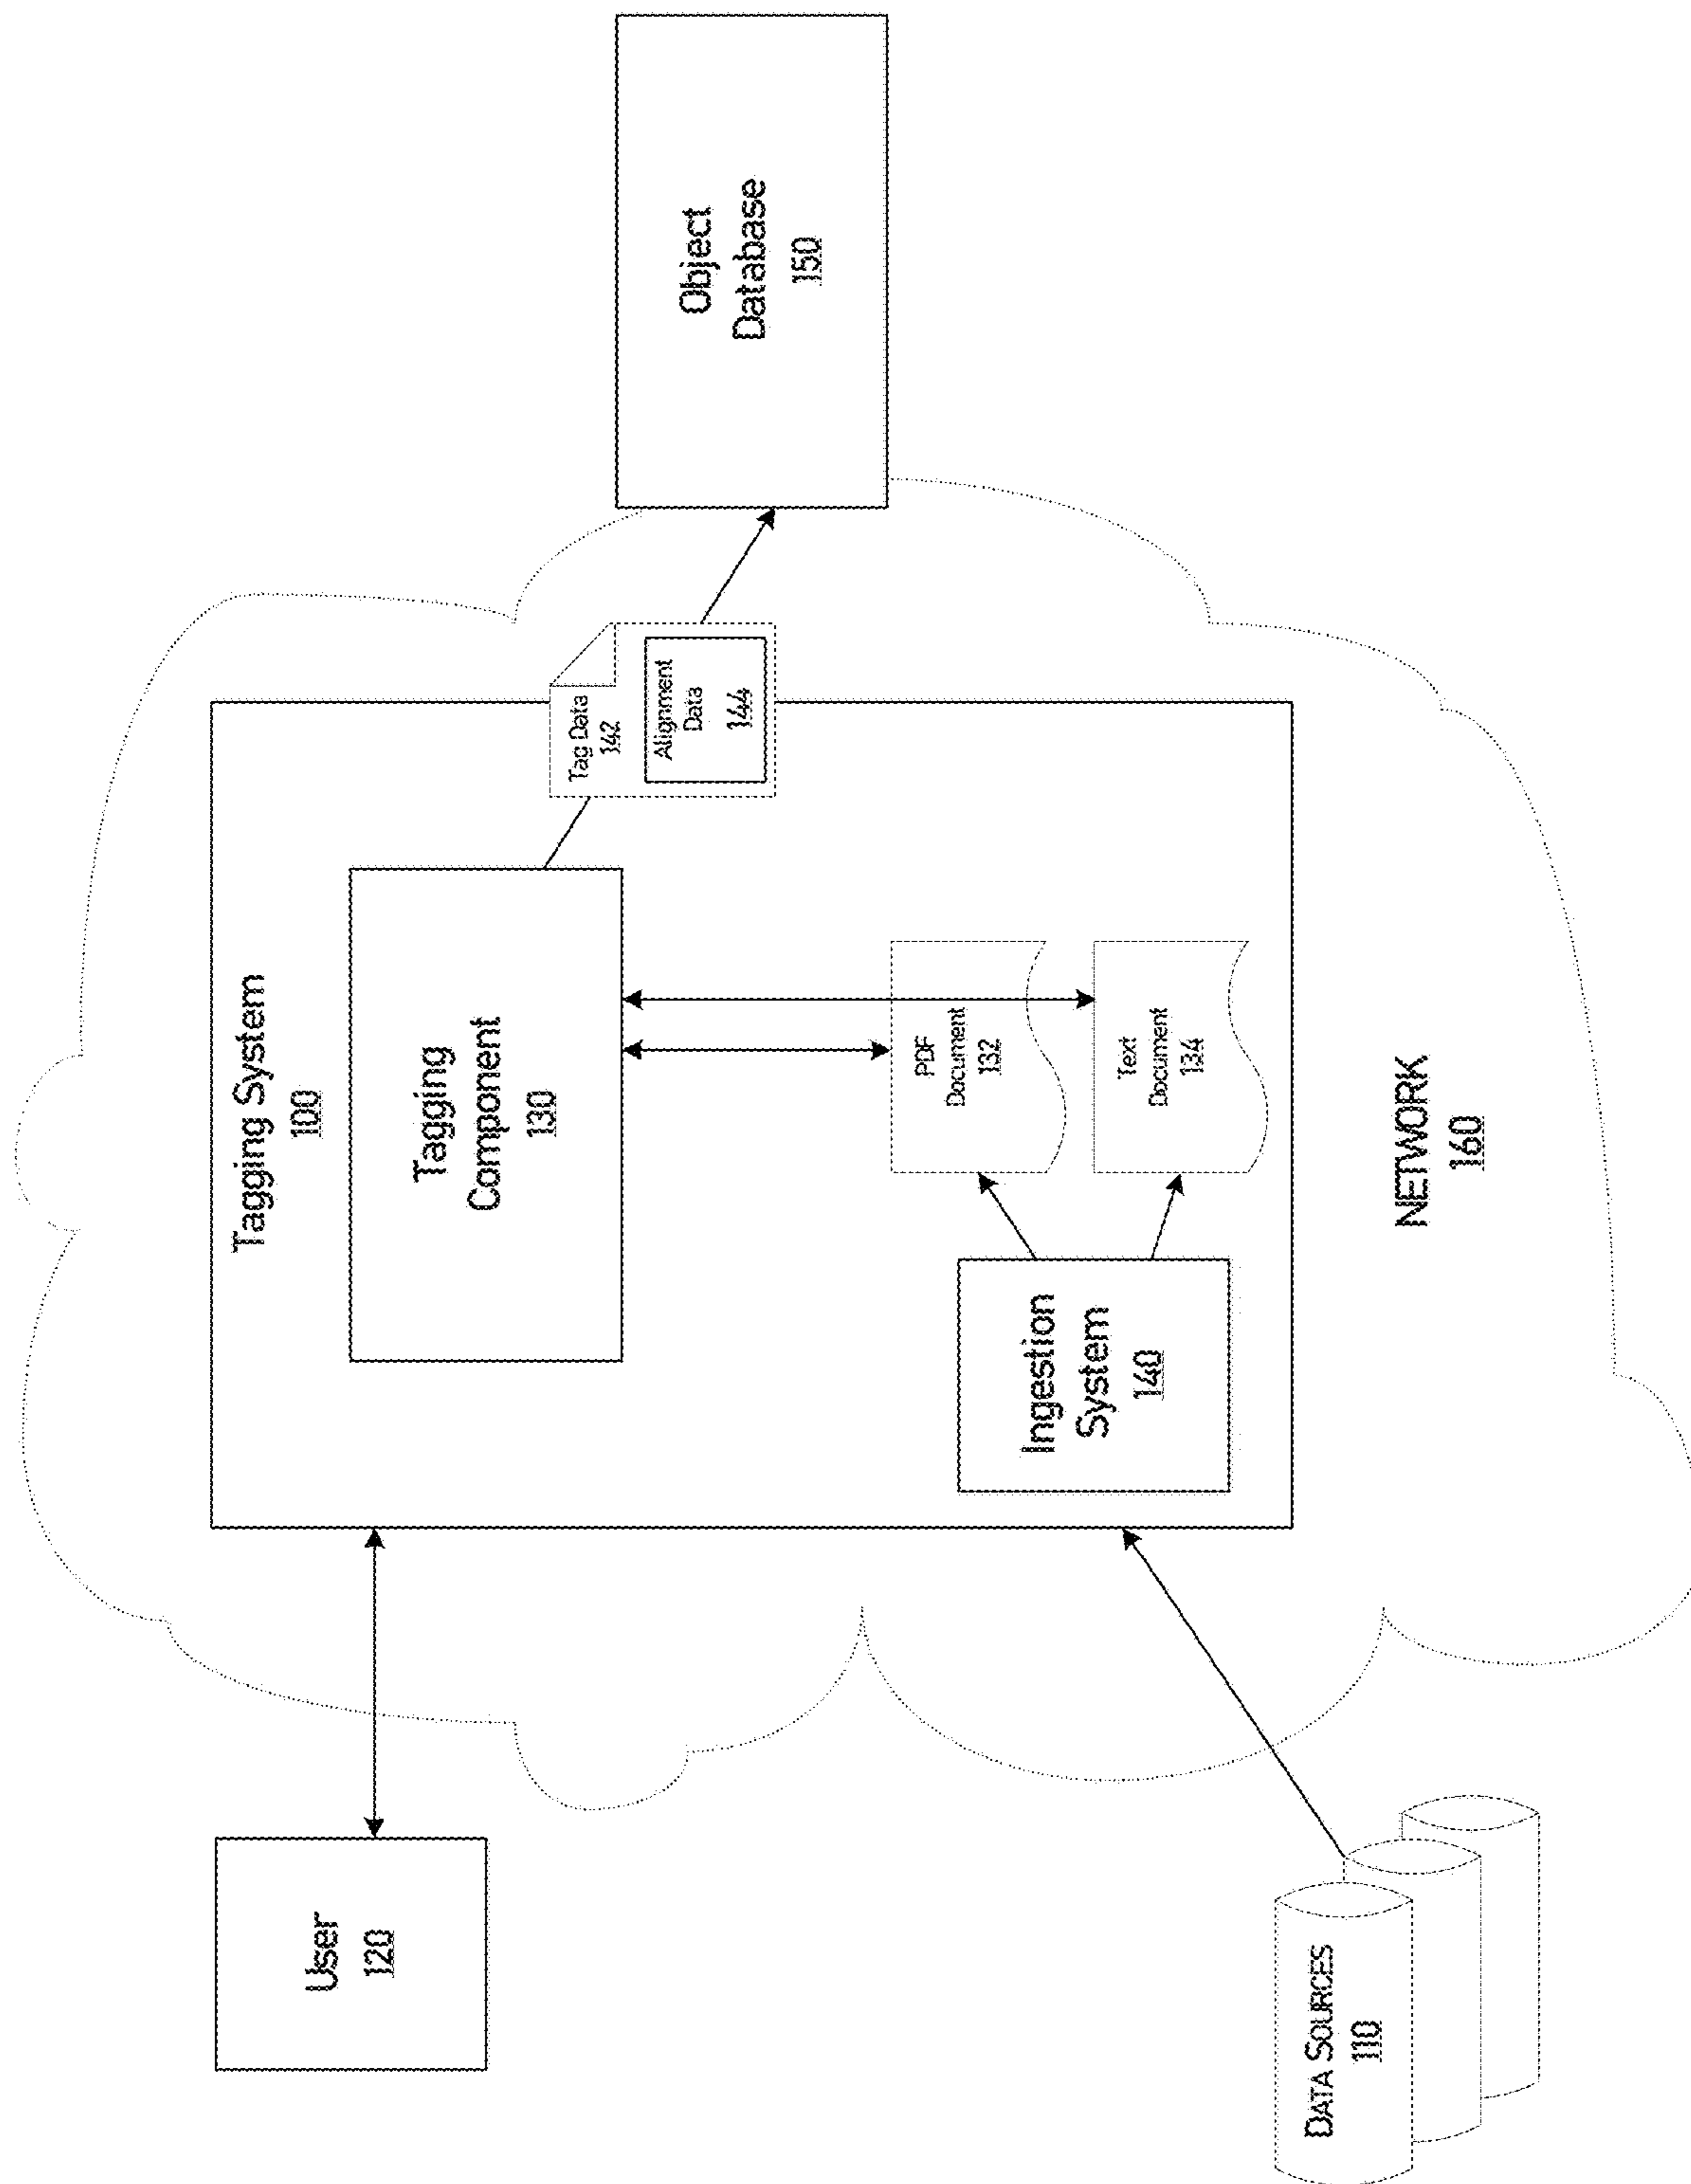 Tagging System
100
Tagging
Component
130
Tag Data
142
Alignment
Data
144
Object
Database
150
User
120
PDF
Document
132
Text
Document
134
Ingestion
System
140
DATA SOURCES
110
NETWORK
160